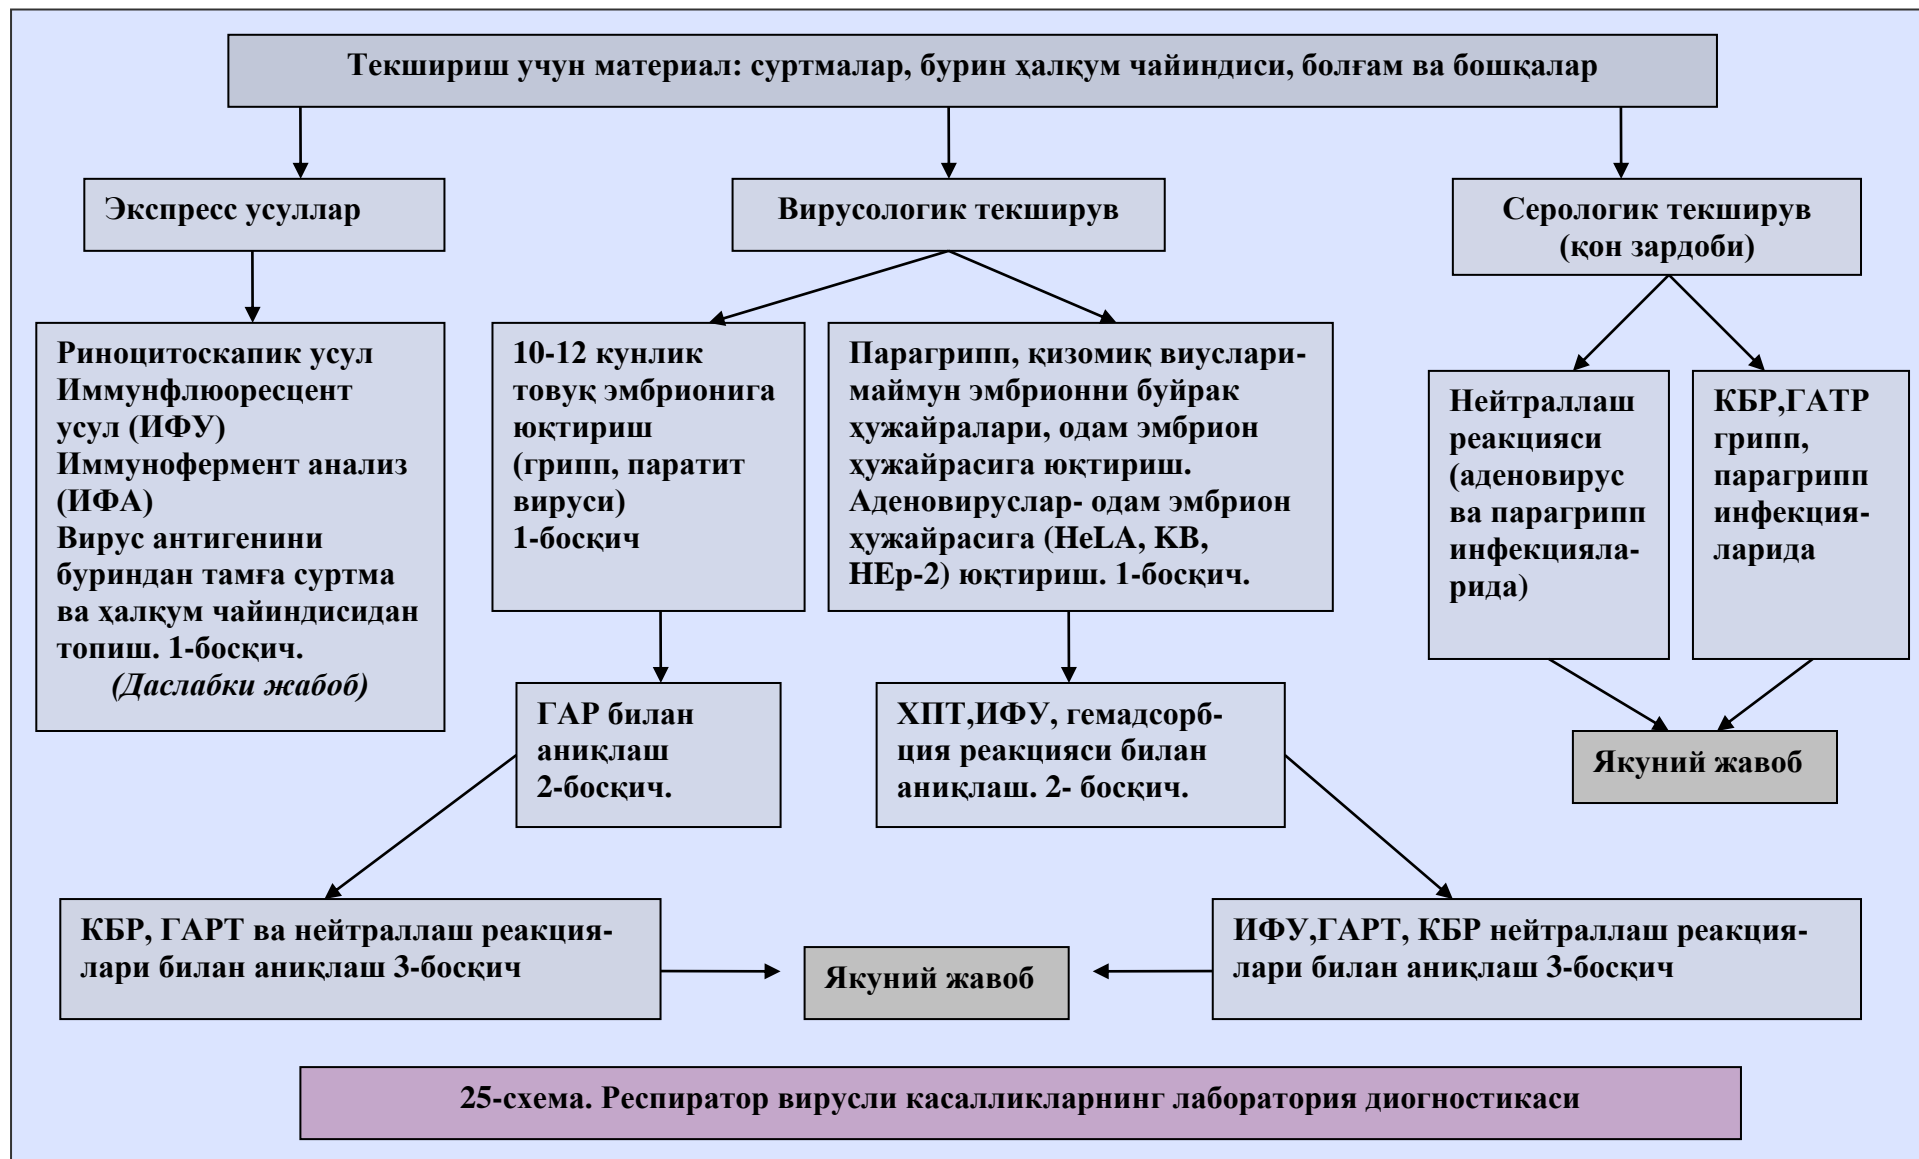 Текшириш учун материал: суртмалар, бурин ҳалқум чайиндиси, болғам ва бошқалар
Экспресс усуллар
Вирусологик текширув
Серологик текширув
(қон зардоби)
Риноцитоскапик усул
Иммунфлюоресцент
усул (ИФУ)
Иммунофермент анализ
(ИФА)
Вирус антигенини
буриндан тамға суртма
ва ҳалқум чайиндисидан
топиш. 1-босқич.
(Даслабки жабоб)
10-12 кунлик
товуқ эмбрионига
юқтириш
(грипп, паратит
вируси)
1-босқич
Парагрипп, қизомиқ виуслари-
маймун эмбрионни буйрак
ҳужайралари, одам эмбрион
ҳужайрасига юқтириш.
Аденовируслар- одам эмбрион
ҳужайрасига (HeLA, KB,
HEp-2) юқтириш. 1-босқич.
Нейтраллаш
реакцияси
(аденовирус
ва парагрипп
инфекцияла-
рида)
КБР,ГАТР
грипп,
парагрипп
инфекция-
ларида
ГАР билан
аниқлаш
2-босқич.
ХПТ,ИФУ, гемадсорб-
ция реакцияси билан
аниқлаш. 2- босқич.
Якуний жавоб
КБР, ГАРТ ва нейтраллаш реакция-
лари билан аниқлаш 3-босқич
Якуний жавоб
ИФУ,ГАРТ, КБР нейтраллаш реакция-
лари билан аниқлаш 3-босқич
25-схема. Респиратор вирусли касалликларнинг лаборатория диогностикаси